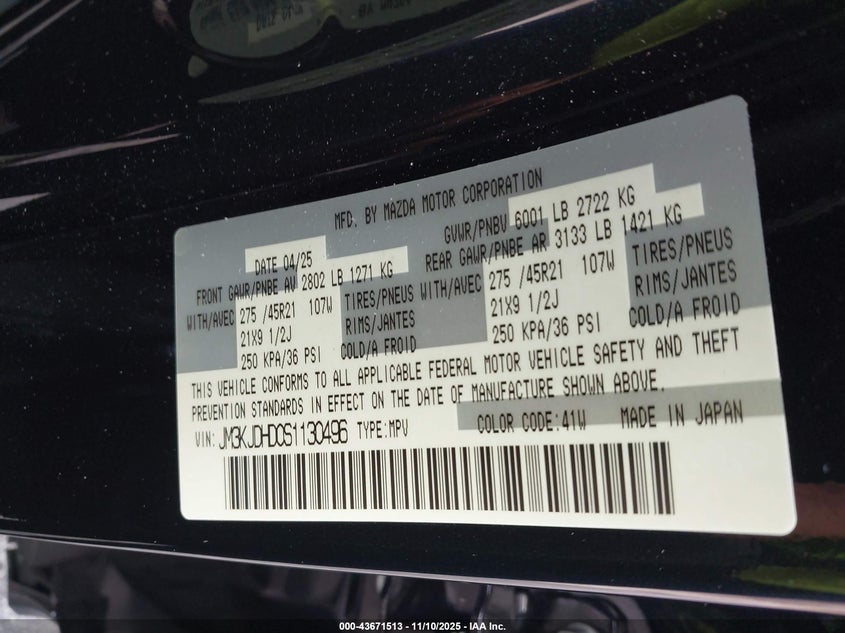 MFD. BY MAZDA MOTOR CORPORATION
DATE 04/25 GVWR/PNBV 6001 LB 2722 KG
FRONT GAWR/PNBE AV 2802 LB 1271 KG REAR GAWR/PNBE AR 3133 LB 1421 KG
WITH/AVEC 275 /45R21 107W TIRES/PNEUS WITH/AVEC 275 /45R21 107W TIRES/PNEUS
21X9 1/2J RIMS/JANTES 21X9 1/2J RIMS/JANTES
250 KPA/36 PSI COLD/A FROID 250 KPA/36 PSI COLD/A FROID
THIS VEHICLE CONFORMS TO ALL APPLICABLE FEDERAL MOTOR VEHICLE SAFETY AND THEFT
PREVENTION STANDARDS IN EFFECT ON THE DATE OF MANUFACTURE SHOWN ABOVE.
VIN: JM3KJDHD0S1130496 TYPE:MPV COLOR CODE:41W MADE IN JAPAN
000-43671513 — 11/10/2025 — IAA Inc.